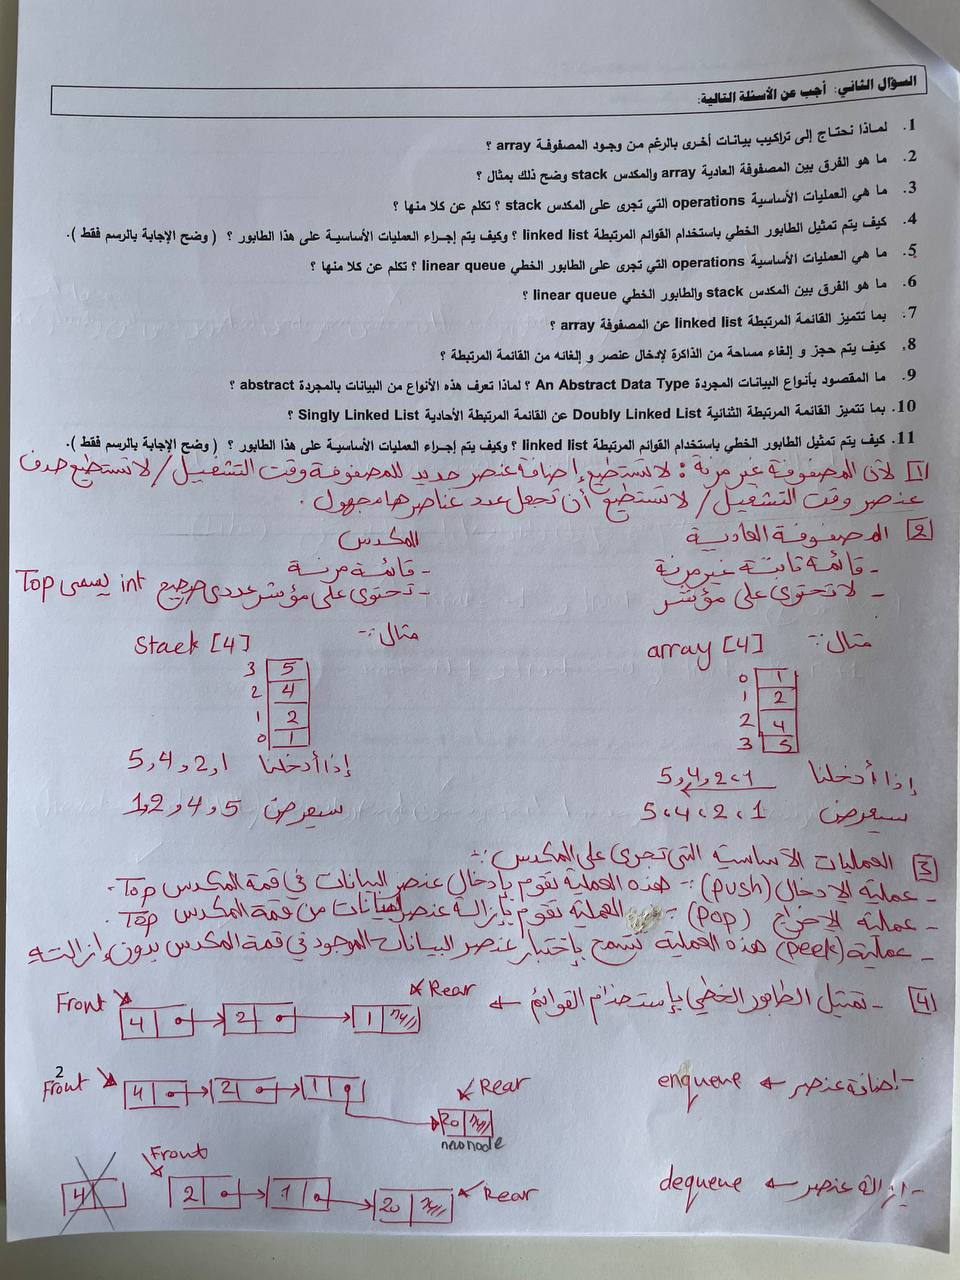 السؤال الثاني: أجب عن الأسئلة التالية:
1. لماذا نحتاج إلى تراكيب بيانات أخرى بالرغم من وجود المصفوفة array ؟
2. ما هو الفرق بين المصفوفة العادية array والمكدس stack وضح ذلك بمثال ؟
3. ما هي العمليات الأساسية operations التي تجرى على المكدس stack ؟ تكلم عن كلا منها ؟
4. كيف يتم تمثيل الطابور الخطي باستخدام القوائم المرتبطة linked list ؟ وكيف يتم إجراء العمليات الأساسية على هذا الطابور ؟ ( وضح الإجابة بالرسم فقط ).
5. ما هي العمليات الأساسية operations التي تجرى على الطابور الخطي linear queue ؟ تكلم عن كلا منها ؟
6. ما هو الفرق بين المكدس stack والطابور الخطي linear queue ؟
7. بما تتميز القائمة المرتبطة linked list عن المصفوفة array ؟
8. كيف يتم حجز و إلغاء مساحة من الذاكرة لإدخال عنصر و إلغائه من القائمة المرتبطة ؟
9. ما المقصود بأنواع البيانات المجردة An Abstract Data Type ؟ لماذا تعرف هذه الأنواع من البيانات بالمجردة abstract ؟
10. بما تتميز القائمة المرتبطة الثنائية Doubly Linked List عن القائمة المرتبطة الأحادية Singly Linked List ؟
11. كيف يتم تمثيل الطابور الخطي باستخدام القوائم المرتبطة linked list ؟ وكيف يتم إجراء العمليات الأساسية على هذا الطابور ؟ ( وضح الإجابة بالرسم فقط ).
1 لأن المصفوفة غير مرنة : لا تستطيع إضافة عنصر جديد للمصفوفة وقت التشغيل / لا تستطيع حذف
عنصر وقت التشغيل / لا تستطيع أن تجعل عدد عناصرها مجهول .
2 المصفوفة العادية
- قائمة ثابتة غير مرنة
- لا تحتوي على مؤشر
مثال :-
array [4]
0 1
1 2
2 4
3 5
إذا أدخلنا 1 ، 2 ، 4 ، 5
سيعرض 1 ، 2 ، 4 ، 5
المكدس
- قائمة مرنة
- تحتوي على مؤشر عددي صحيح int يسمى Top
مثال :-
Stack [4]
3 5
2 4
1 2
0 1
إذا أدخلنا 1 , 2 , 4 , 5
سيعرض 5 , 4 , 2 , 1
3 العمليات الأساسية التي تجرى على المكدس :-
- عملية الإدخال (push) :- هذه العملية تقوم بإدخال عنصر البيانات في قمة المكدس Top.
- عملية الإخراج (pop) :- العملية تقوم بإزالة عنصر البيانات من قمة المكدس Top.
- عملية (peek) هذه العملية تسمح بإختبار عنصر البيانات الموجود في قمة المكدس بدون إزالته
4 - تمثيل الطابور الخطي بإستخدام القوائم ←
Front 4 2 1 null Rear
- إضافة عنصر ← enqueue
2
Front 4 2 1 20 null Rear
new node
- إزالة عنصر ← dequeue
4 Front 2 1 20 null Rear